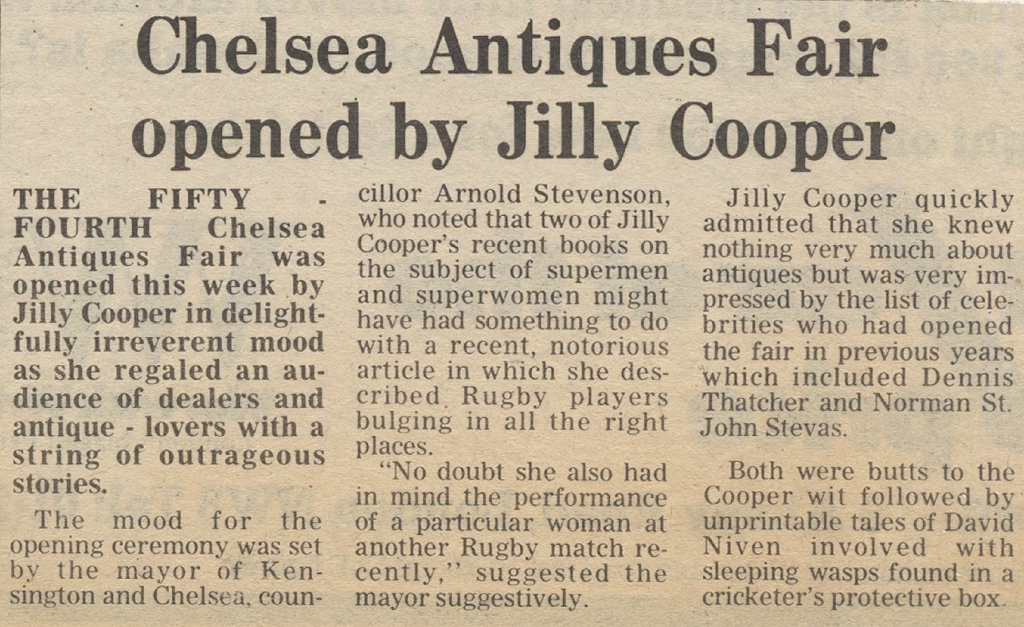 Chelsea Antiques Fair
opened by Jilly Cooper
THE FIFTY -
FOURTH Chelsea
Antiques Fair was
opened this week by
Jilly Cooper in delight-
fully irreverent mood
as she regaled an au-
dience of dealers and
antique - lovers with a
string of outrageous
stories.
The mood for the
opening ceremony was set
by the mayor of Ken-
sington and Chelsea, coun-
cillor Arnold Stevenson,
who noted that two of Jilly
Cooper's recent books on
the subject of supermen
and superwomen might
have had something to do
with a recent, notorious
article in which she des-
cribed Rugby players
bulging in all the right
places.
"No doubt she also had
in mind the performance
of a particular woman at
another Rugby match re-
cently," suggested the
mayor suggestively.
Jilly Cooper quickly
admitted that she knew
nothing very much about
antiques but was very im-
pressed by the list of cele-
brities who had opened
the fair in previous years
which included Dennis
Thatcher and Norman St.
John Stevas.
Both were butts to the
Cooper wit followed by
unprintable tales of David
Niven involved with
sleeping wasps found in a
cricketer's protective box.